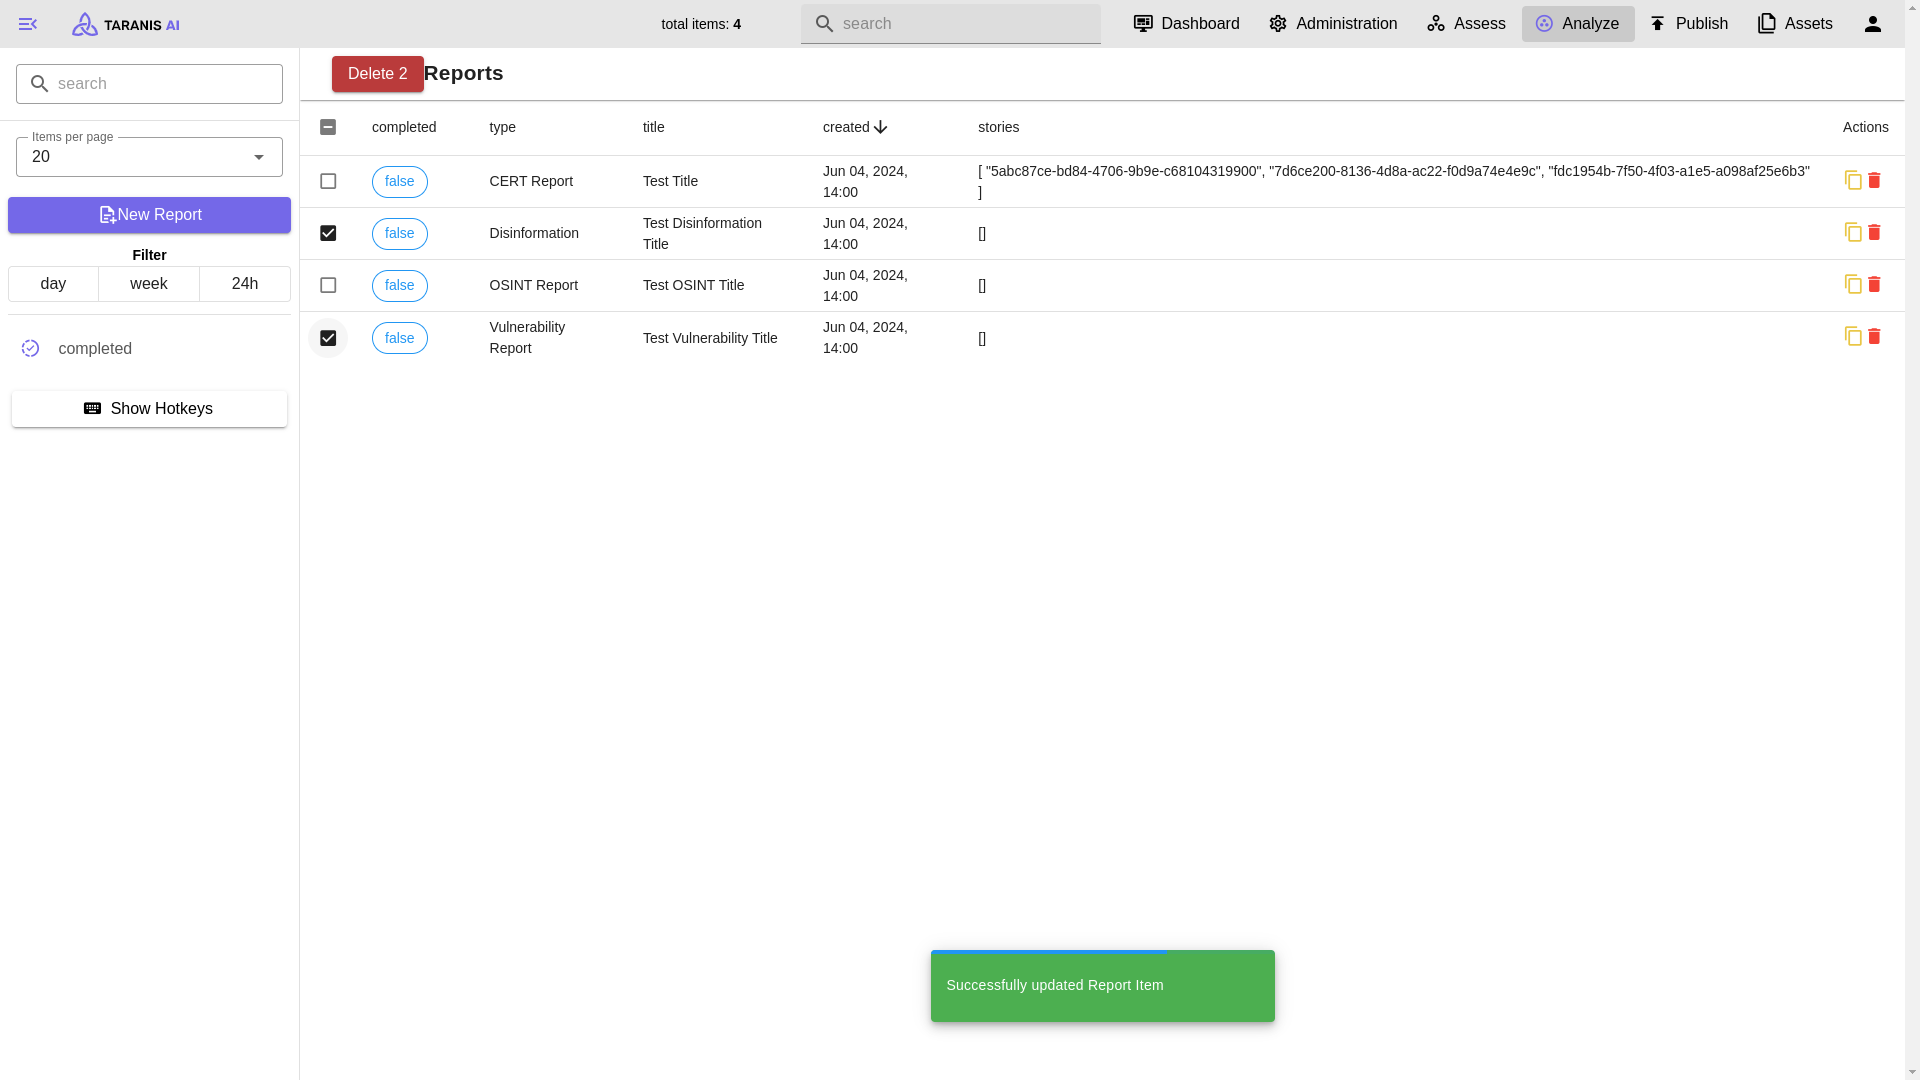 TARANIS AI
total items: 4
search
Dashboard
Administration
Assess
Analyze
Publish
Assets
search
Items per page
20
New Report
Filter
day
week
24h
completed
Show Hotkeys
Delete 2
Reports
completed
type
title
created
stories
Actions
false
CERT Report
Test Title
Jun 04, 2024,
14:00
[ "5abc87ce-bd84-4706-9b9e-c68104319900", "7d6ce200-8136-4d8a-ac22-f0d9a74e4e9c", "fdc1954b-7f50-4f03-a1e5-a098af25e6b3"
]
false
Disinformation
Test Disinformation
Title
Jun 04, 2024,
14:00
[]
false
OSINT Report
Test OSINT Title
Jun 04, 2024,
14:00
[]
false
Vulnerability
Report
Test Vulnerability Title
Jun 04, 2024,
14:00
[]
Successfully updated Report Item